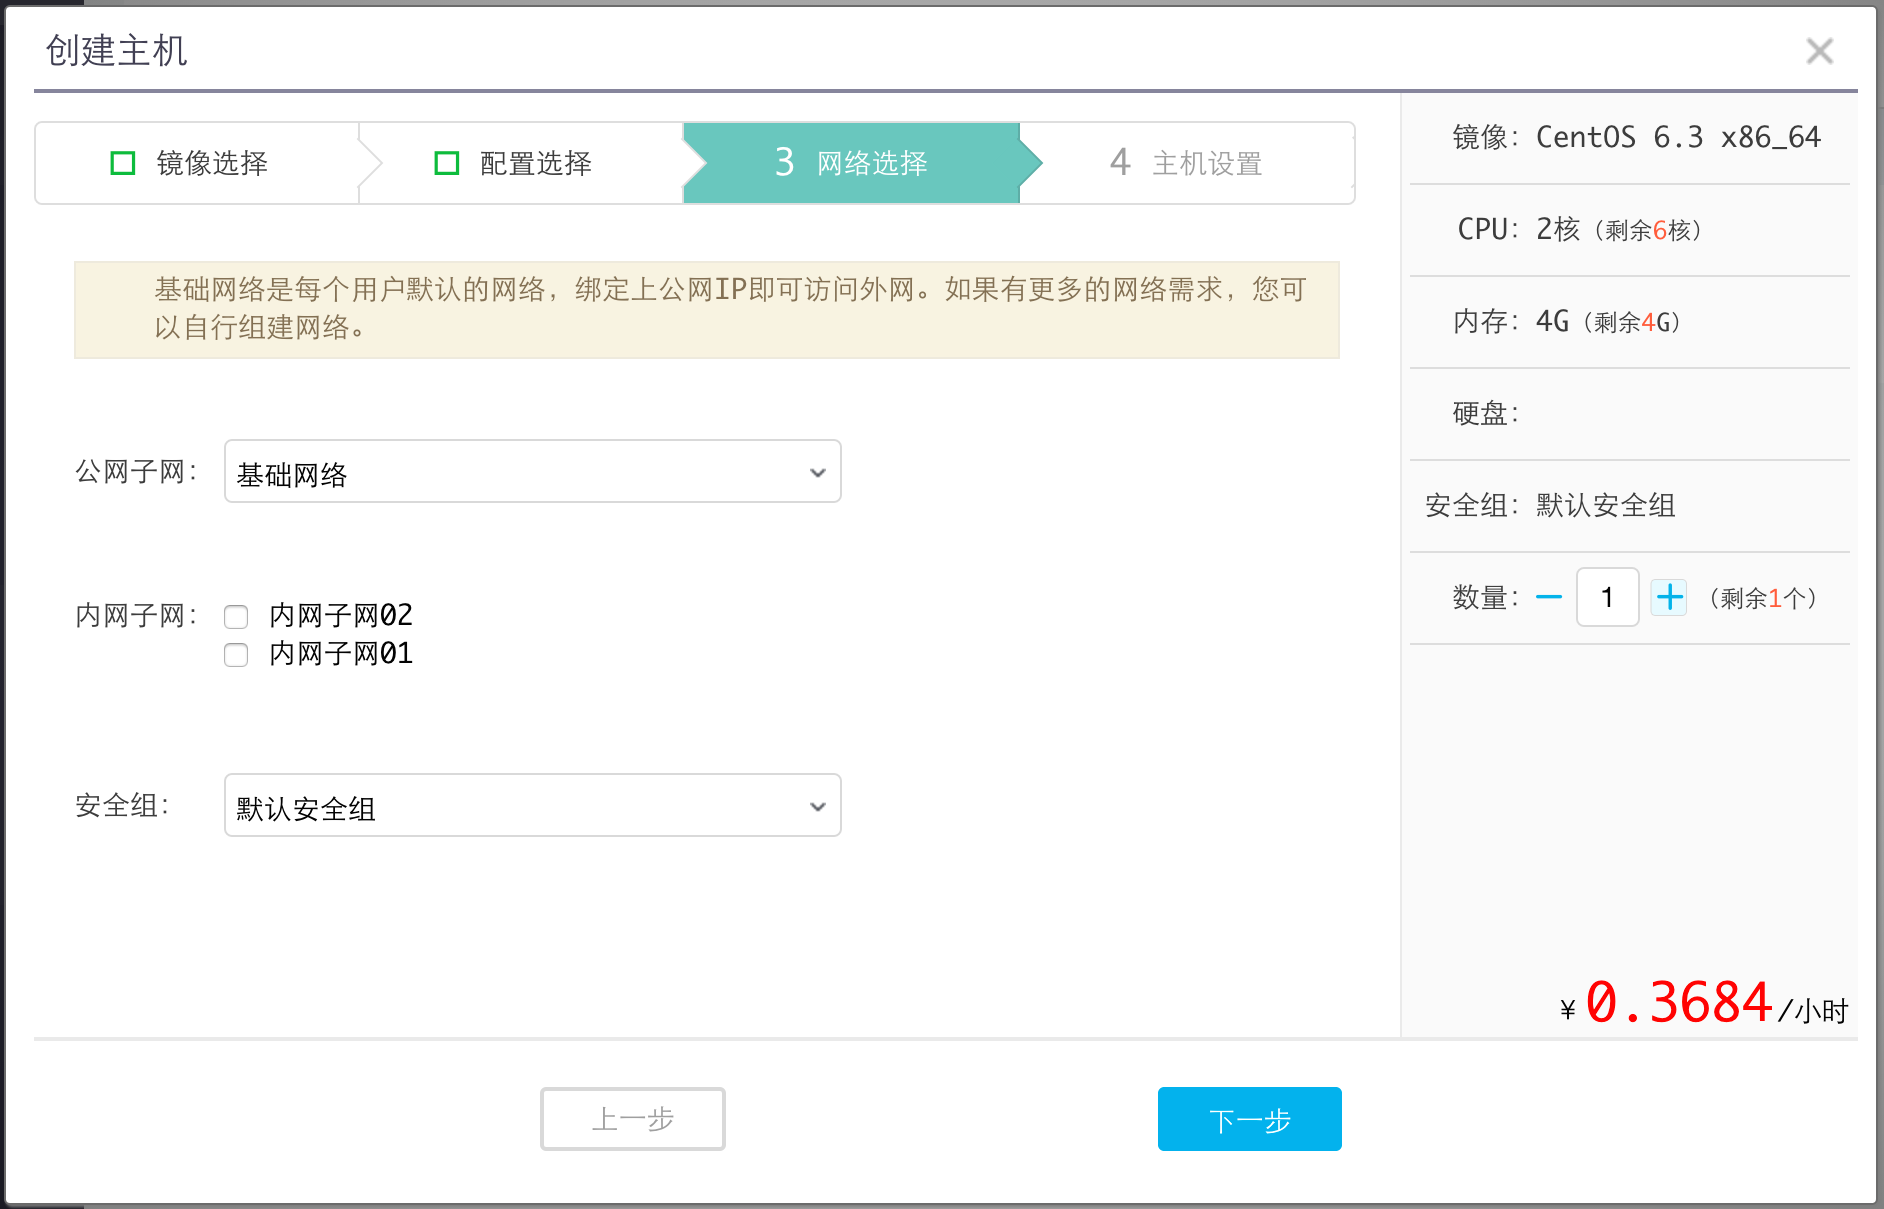 创建主机
镜像选择
配置选择
3 网络选择
4 主机设置
基础网络是每个用户默认的网络，绑定上公网IP即可访问外网。如果有更多的网络需求，您可
以自行组建网络。
公网子网：
基础网络
内网子网：
内网子网02
内网子网01
安全组：
默认安全组
镜像：CentOS 6.3 x86_64
CPU：2核（剩余6核）
内存：4G（剩余4G）
硬盘：
安全组：默认安全组
数量：1（剩余1个）
¥0.3684/小时
上一步
下一步